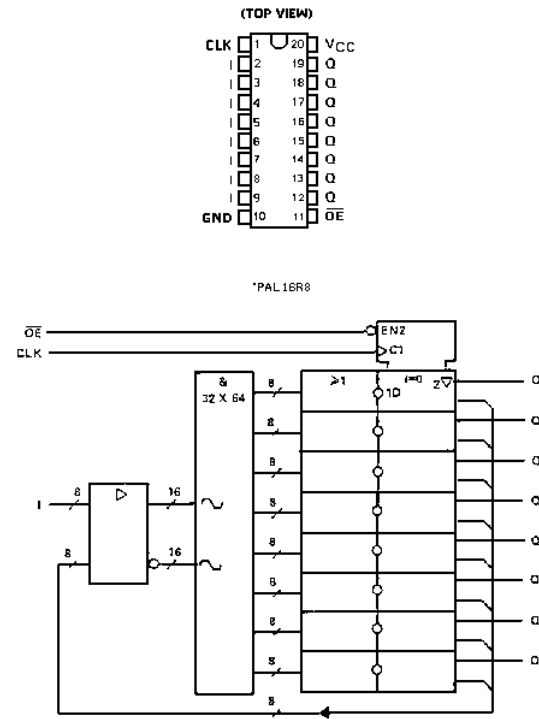 (TOP VIEW)
CLK 1 20 VCC
I 2 19 Q
I 3 18 Q
I 4 17 Q
I 5 16 Q
I 6 15 Q
I 7 14 Q
I 8 13 Q
I 9 12 Q
GND 10 11 OE
'PAL16R8
OE EN2
CLK C1
& 8 ≥1 I=0 2 Q
32 X 64 1D
8 Q
8 Q
I 8 16 8 Q
8 16 8 Q
8 Q
8 Q
8 Q
8